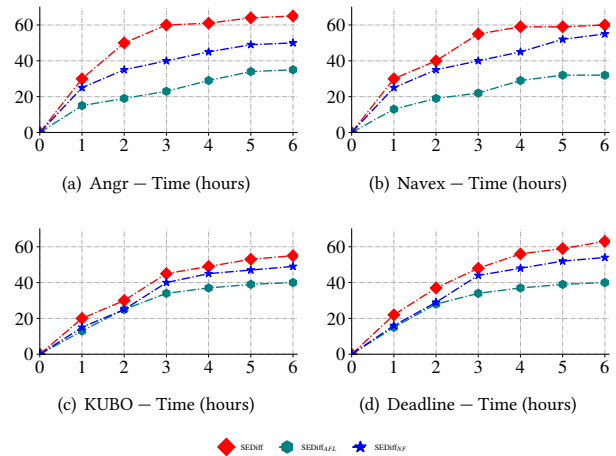 60
40
20
0
0 1 2 3 4 5 6
(a) Angr — Time (hours)
60
40
20
0
0 1 2 3 4 5 6
(b) Navex — Time (hours)
60
40
20
0
0 1 2 3 4 5 6
(c) KUBO — Time (hours)
60
40
20
0
0 1 2 3 4 5 6
(d) Deadline — Time (hours)
SEDiff SEDiffAFL SEDiffNF